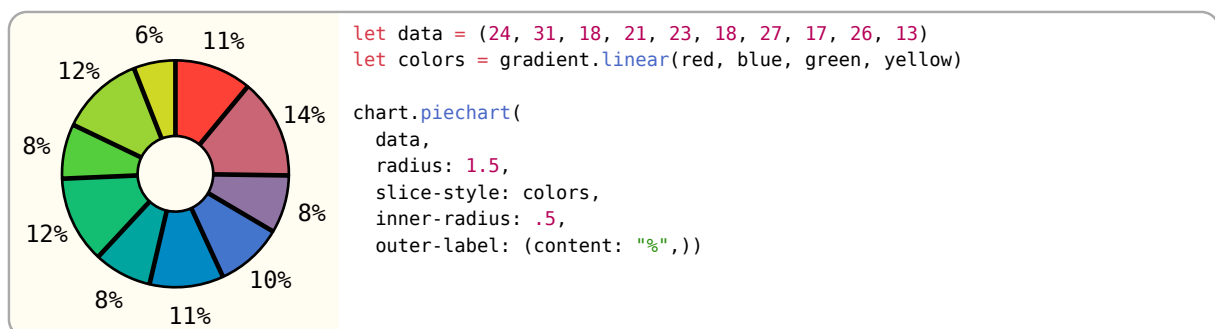 6%
11%
12%
14%
8%
8%
12%
10%
8%
11%
let data = (24, 31, 18, 21, 23, 18, 27, 17, 26, 13)
let colors = gradient.linear(red, blue, green, yellow)
chart.piechart(
  data,
  radius: 1.5,
  slice-style: colors,
  inner-radius: .5,
  outer-label: (content: "%",))